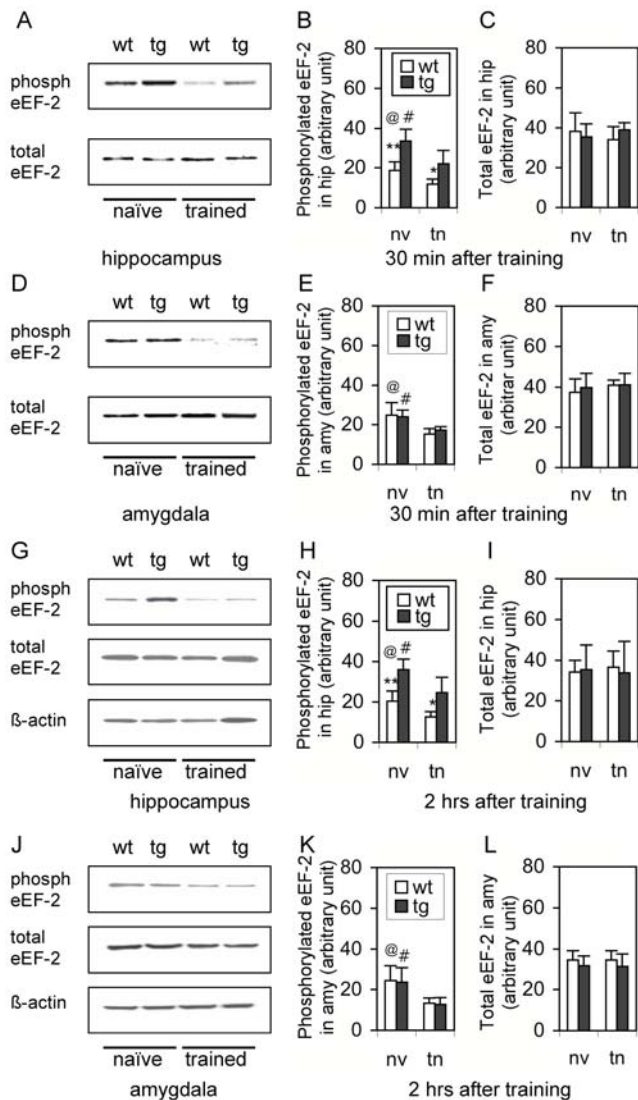 A
wt tg wt tg
phosph
eEF-2
total
eEF-2
naïve trained
hippocampus
B
Phosphorylated eEF-2
in hip (arbitrary unit)
80
60
40
20
0
wt
tg
@ #
**
*
nv tn
C
Total eEF-2 in hip
(arbitrary unit)
80
60
40
20
0
nv tn
30 min after training
D
wt tg wt tg
phosph
eEF-2
total
eEF-2
naïve trained
amygdala
E
Phosphorylated eEF-2
in amy (arbitrary unit)
80
60
40
20
0
wt
tg
@
#
nv tn
F
Total eEF-2 in amy
(arbitrar unit)
80
60
40
20
0
nv tn
30 min after training
G
wt tg wt tg
phosph
eEF-2
total
eEF-2
ß-actin
naïve trained
hippocampus
H
Phosphorylated eEF-2
in hip (arbitrary unit)
80
60
40
20
0
wt
tg
@ #
**
*
nv tn
I
Total eEF-2 in hip
(arbitrary unit)
80
60
40
20
0
nv tn
2 hrs after training
J
wt tg wt tg
phosph
eEF-2
total
eEF-2
ß-actin
naïve trained
amygdala
K
Phosphorylated eEF-2
in amy (arbitrary unit)
80
60
40
20
0
wt
tg
@
#
nv tn
L
Total eEF-2 in amy
(arbitrary unit)
80
60
40
20
0
nv tn
2 hrs after training